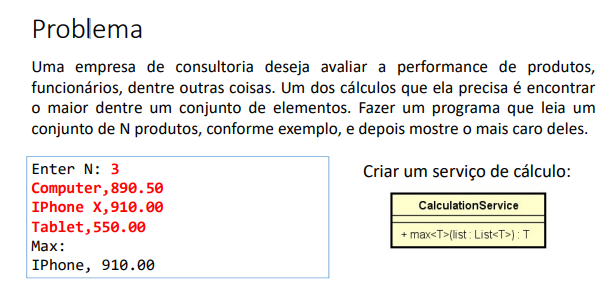 Problema
Uma empresa de consultoria deseja avaliar a performance de produtos,
funcionários, dentre outras coisas. Um dos cálculos que ela precisa é encontrar
o maior dentre um conjunto de elementos. Fazer um programa que leia um
conjunto de N produtos, conforme exemplo, e depois mostre o mais caro deles.
Enter N: 3
Computer,890.50
IPhone X,910.00
Tablet,550.00
Max:
IPhone, 910.00
Criar um serviço de cálculo:
CalculationService
+ max<T>(list : List<T>) : T